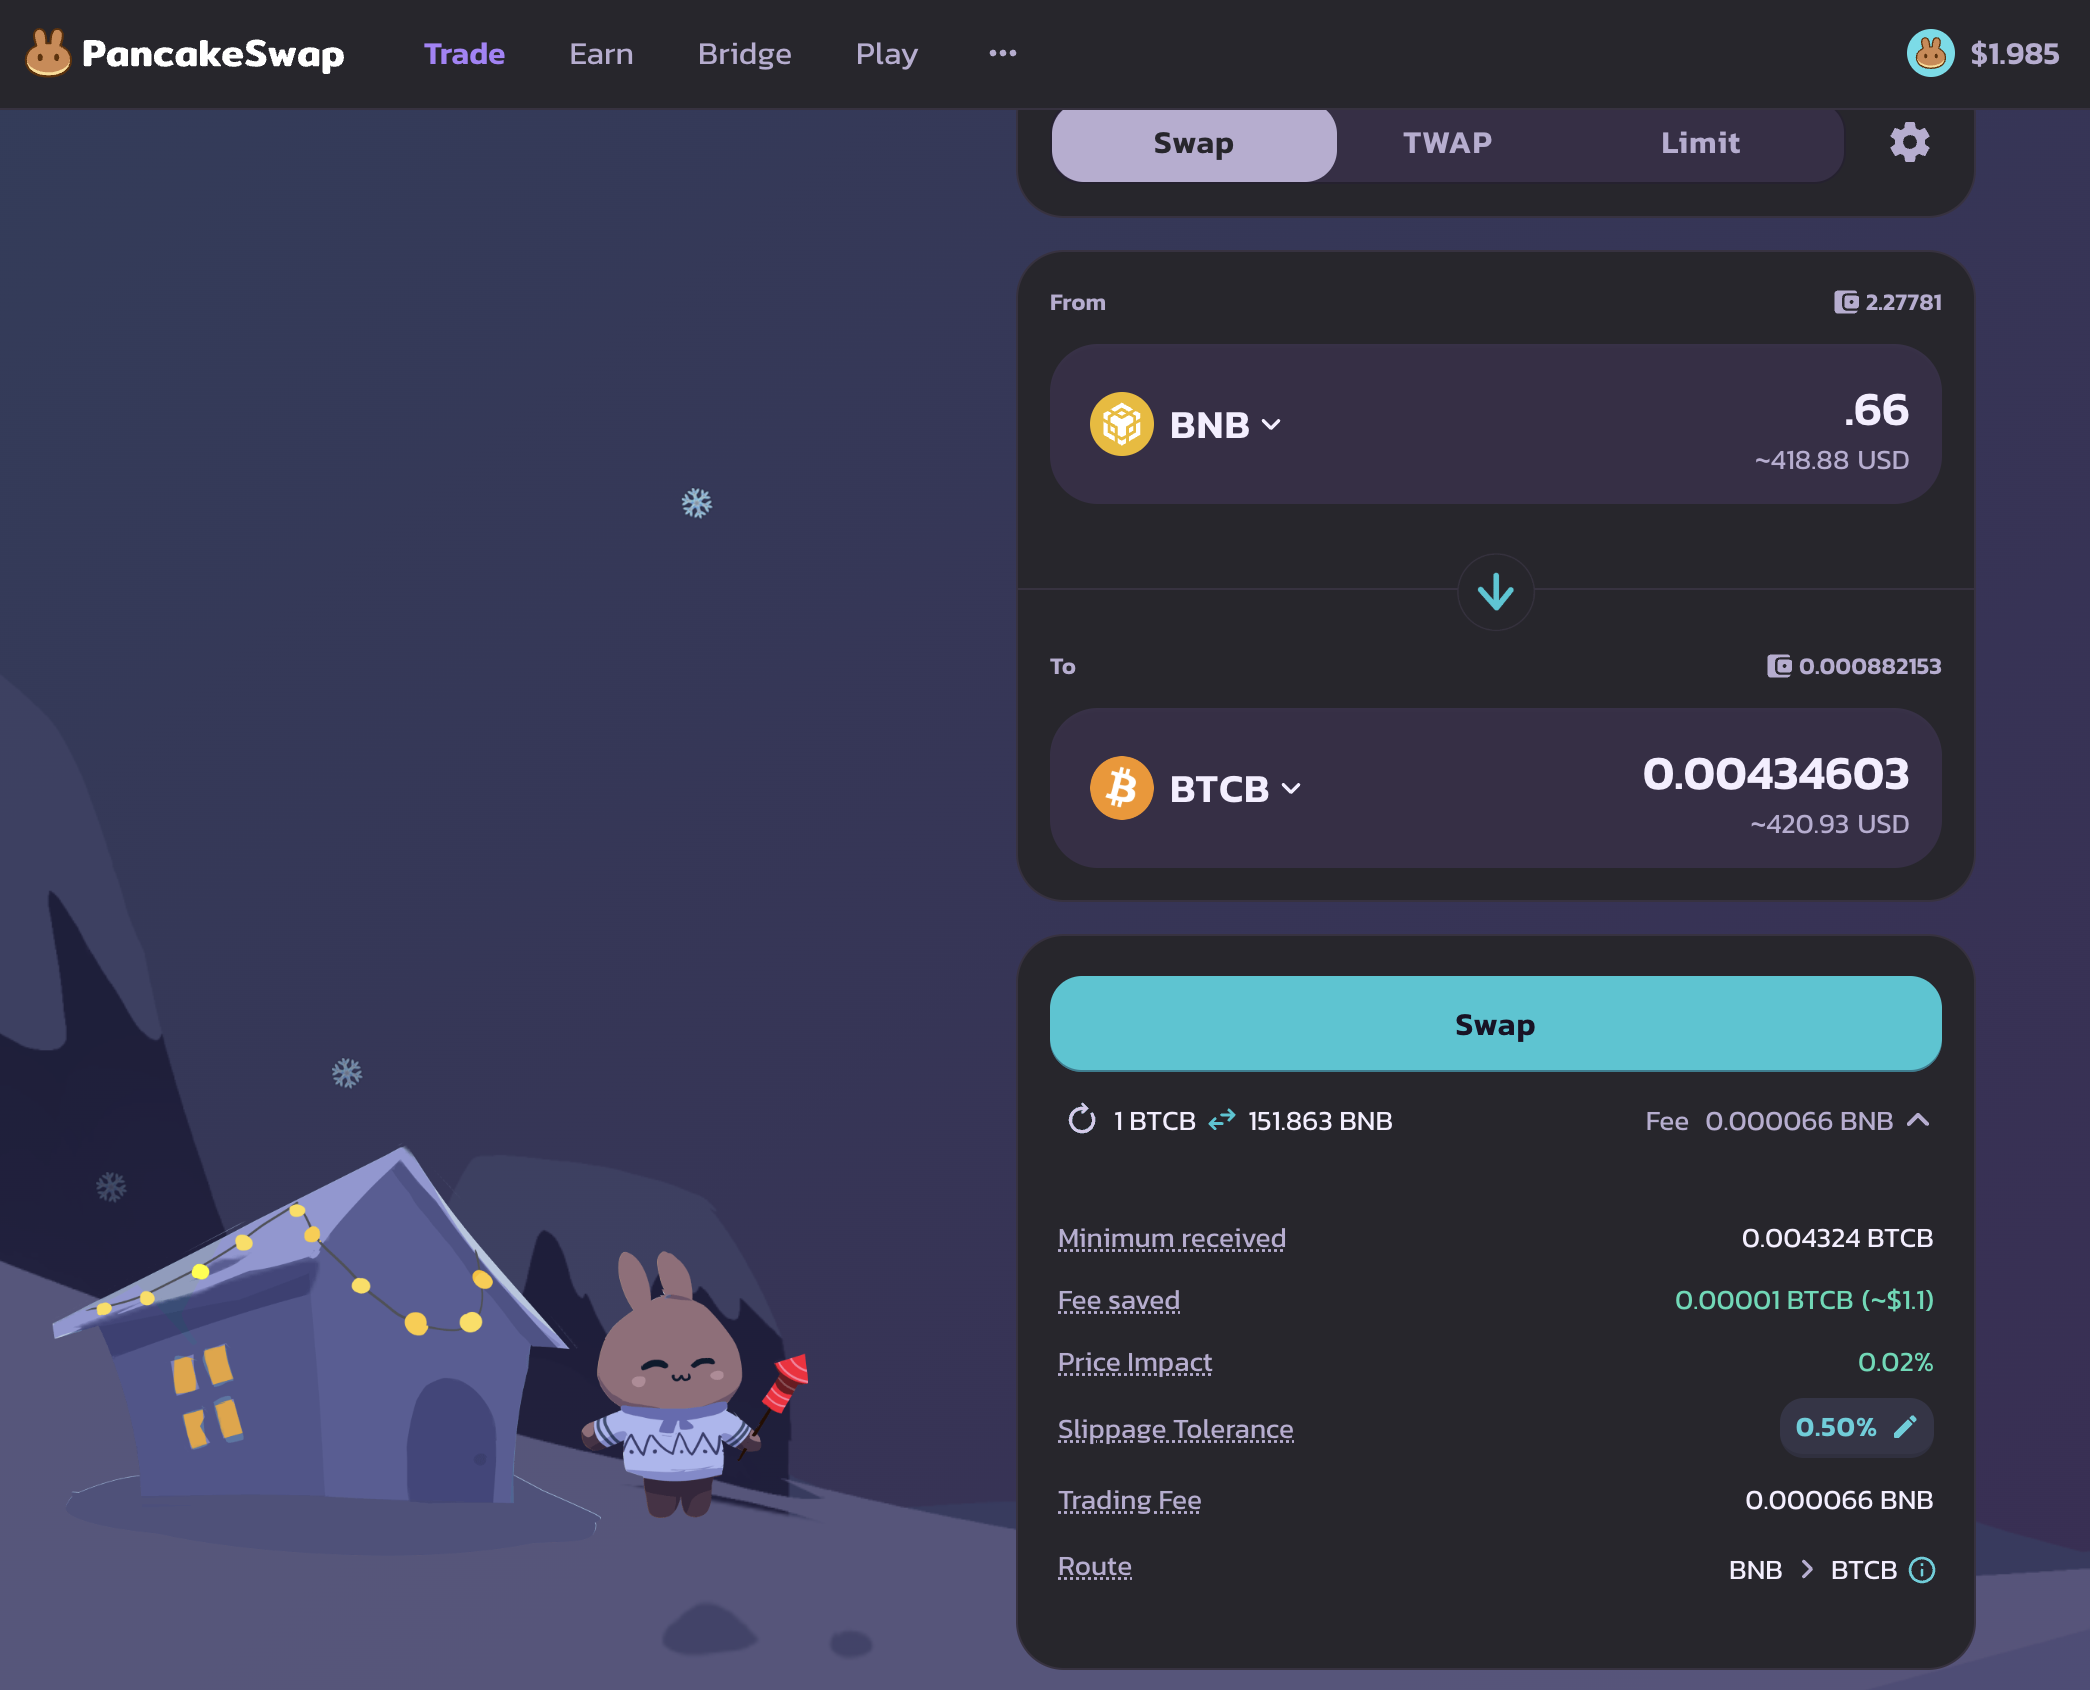 PancakeSwap Trade Earn Bridge Play ••• $1.985
Swap TWAP Limit
From 2.27781
BNB .66
~418.88 USD
To 0.000882153
BTCB 0.00434603
~420.93 USD
Swap
1 BTCB 151.863 BNB Fee 0.000066 BNB
Minimum received 0.004324 BTCB
Fee saved 0.00001 BTCB (~$1.1)
Price Impact 0.02%
Slippage Tolerance 0.50%
Trading Fee 0.000066 BNB
Route BNB > BTCB